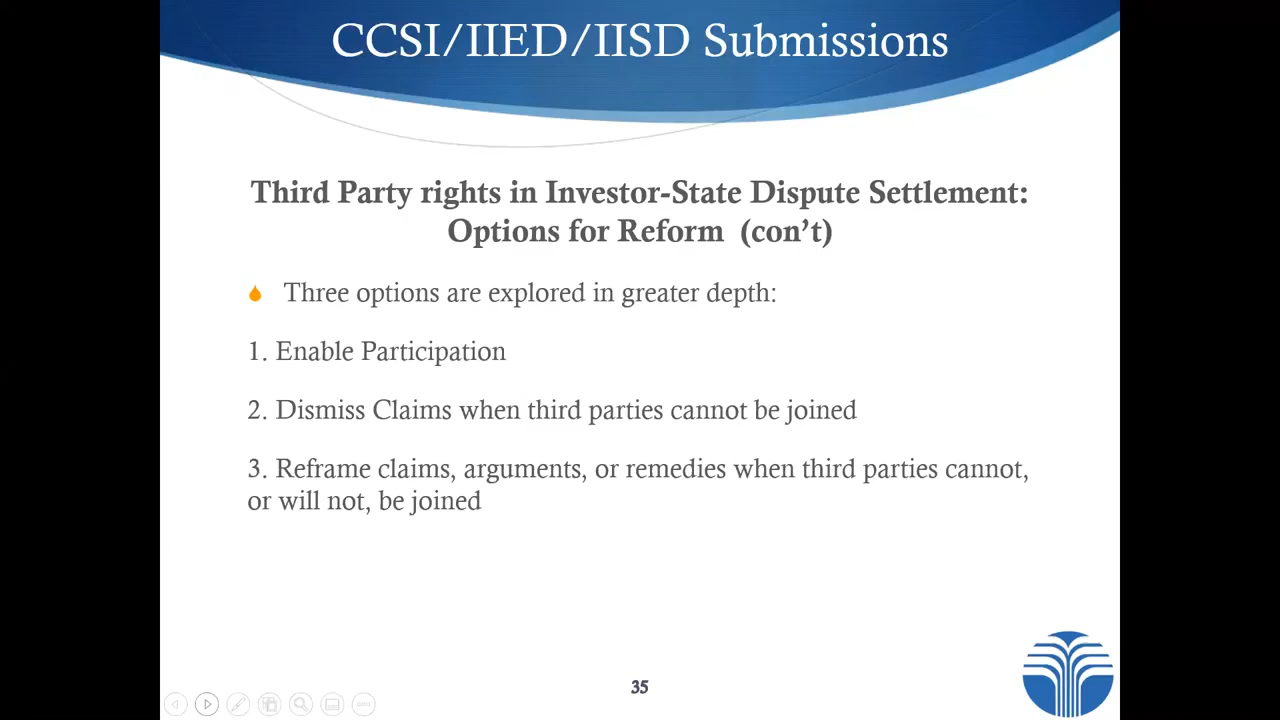 CCSI/IIED/IISD Submissions
Third Party rights in Investor-State Dispute Settlement:
Options for Reform (con’t)
Three options are explored in greater depth:
1. Enable Participation
2. Dismiss Claims when third parties cannot be joined
3. Reframe claims, arguments, or remedies when third parties cannot,
or will not, be joined
35